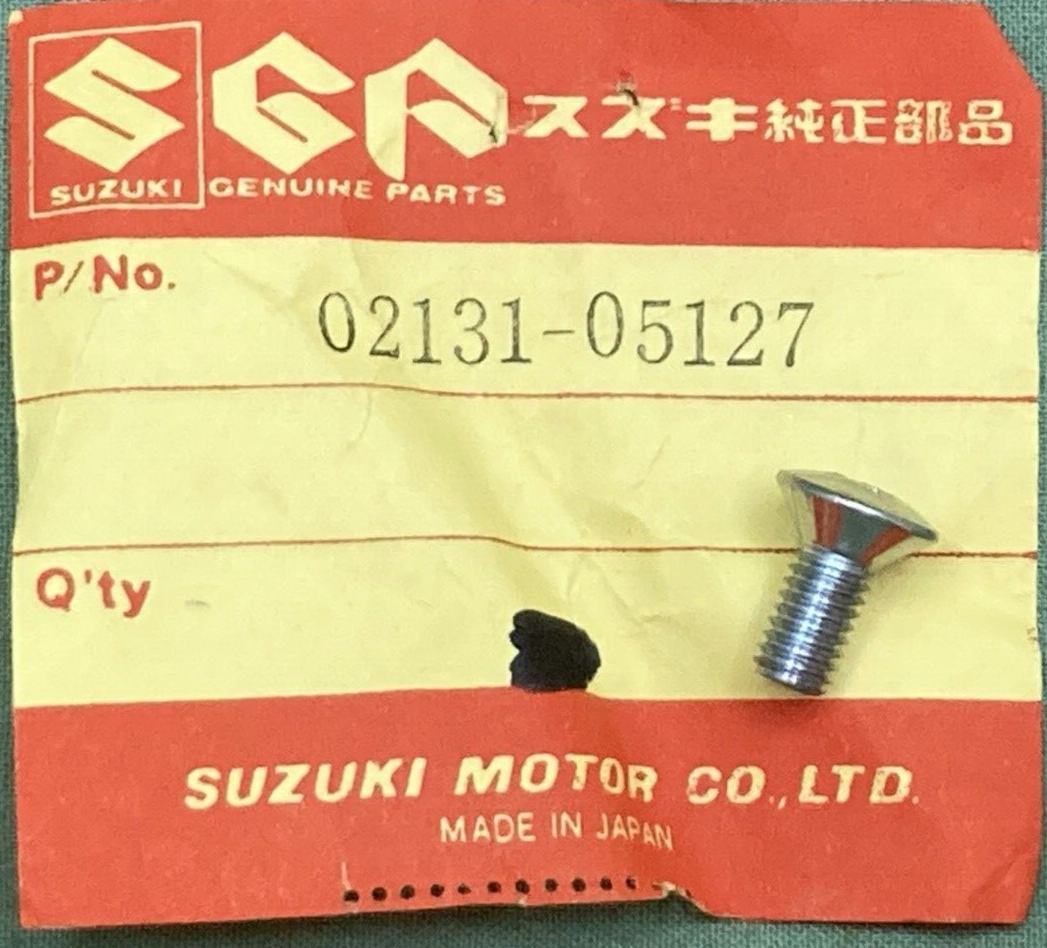 SGP スズキ純正部品
SUZUKI GENUINE PARTS
P/No.
02131-05127
Q'ty
SUZUKI MOTOR CO.,LTD.
MADE IN JAPAN